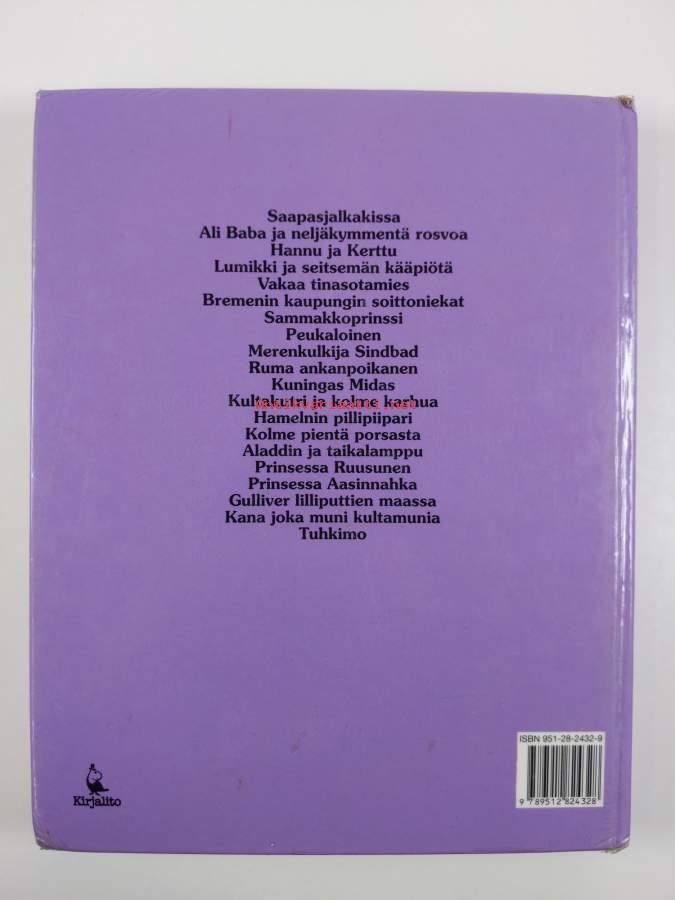 Saapasjalkakissa
Ali Baba ja neljäkymmentä rosvoa
Hannu ja Kerttu
Lumikki ja seitsemän kääpiötä
Vakaa tinasotamies
Bremenin kaupungin soittoniekat
Sammakkoprinssi
Peukaloinen
Merenkulkija Sindbad
Ruma ankanpoikanen
Kuningas Midas
Kultakutri ja kolme karhua
Antikvariaatti.net
Hamelnin pillipiipari
Kolme pientä porsasta
Aladdin ja taikalamppu
Prinsessa Ruusunen
Prinsessa Aasinnahka
Gulliver lilliputtien maassa
Kana joka muni kultamunia
Tuhkimo
ISBN 951-28-2432-9
9 789512 824328
Kirjalito